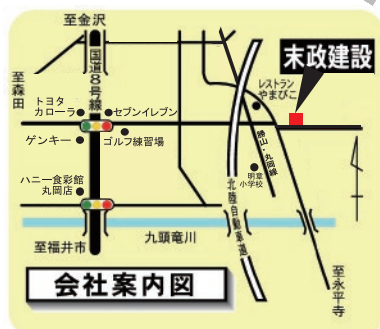 至金沢
国道8号線
至森田
トヨタ
カローラ
セブンイレブン
ゲンキー
ゴルフ練習場
ハニー食彩館
丸岡店
至福井市
九頭竜川
会社案内図
レストラン
やまびこ
末政建設
勝山・丸岡線
明章
小学校
北陸自動車道
至永平寺